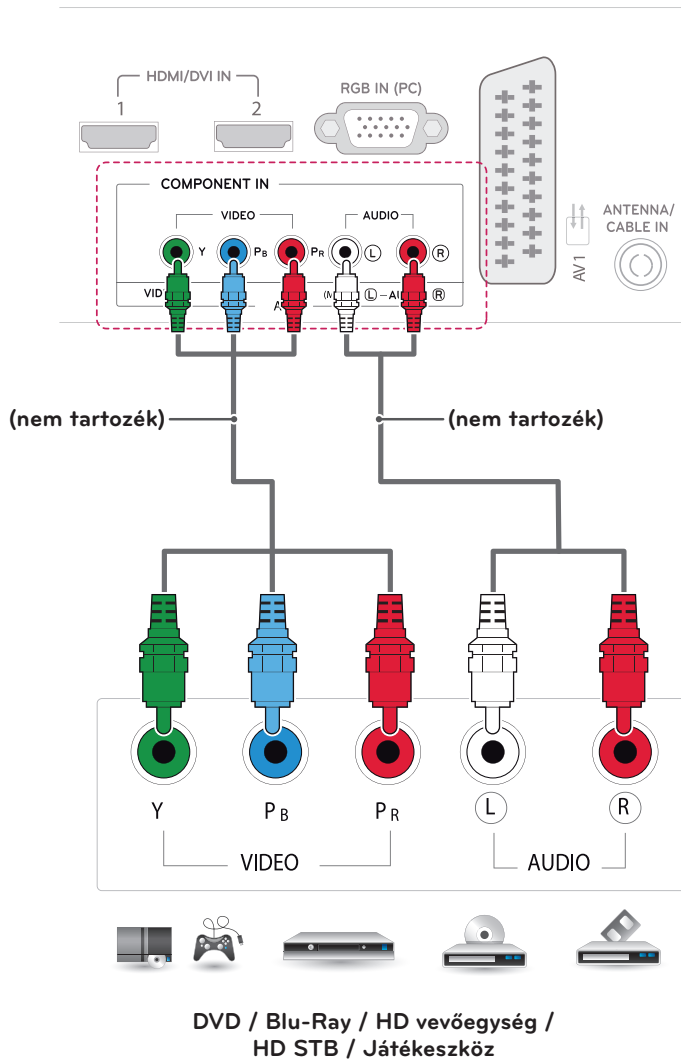 HDMI/DVI IN
1 2
RGB IN (PC)
AV1
ANTENNA/
CABLE IN
COMPONENT IN
VIDEO AUDIO
Y PB PR L R
VID L R
(nem tartozék) (nem tartozék)
Y PB PR L R
VIDEO AUDIO
DVD / Blu-Ray / HD vevőegység /
HD STB / Játékeszköz